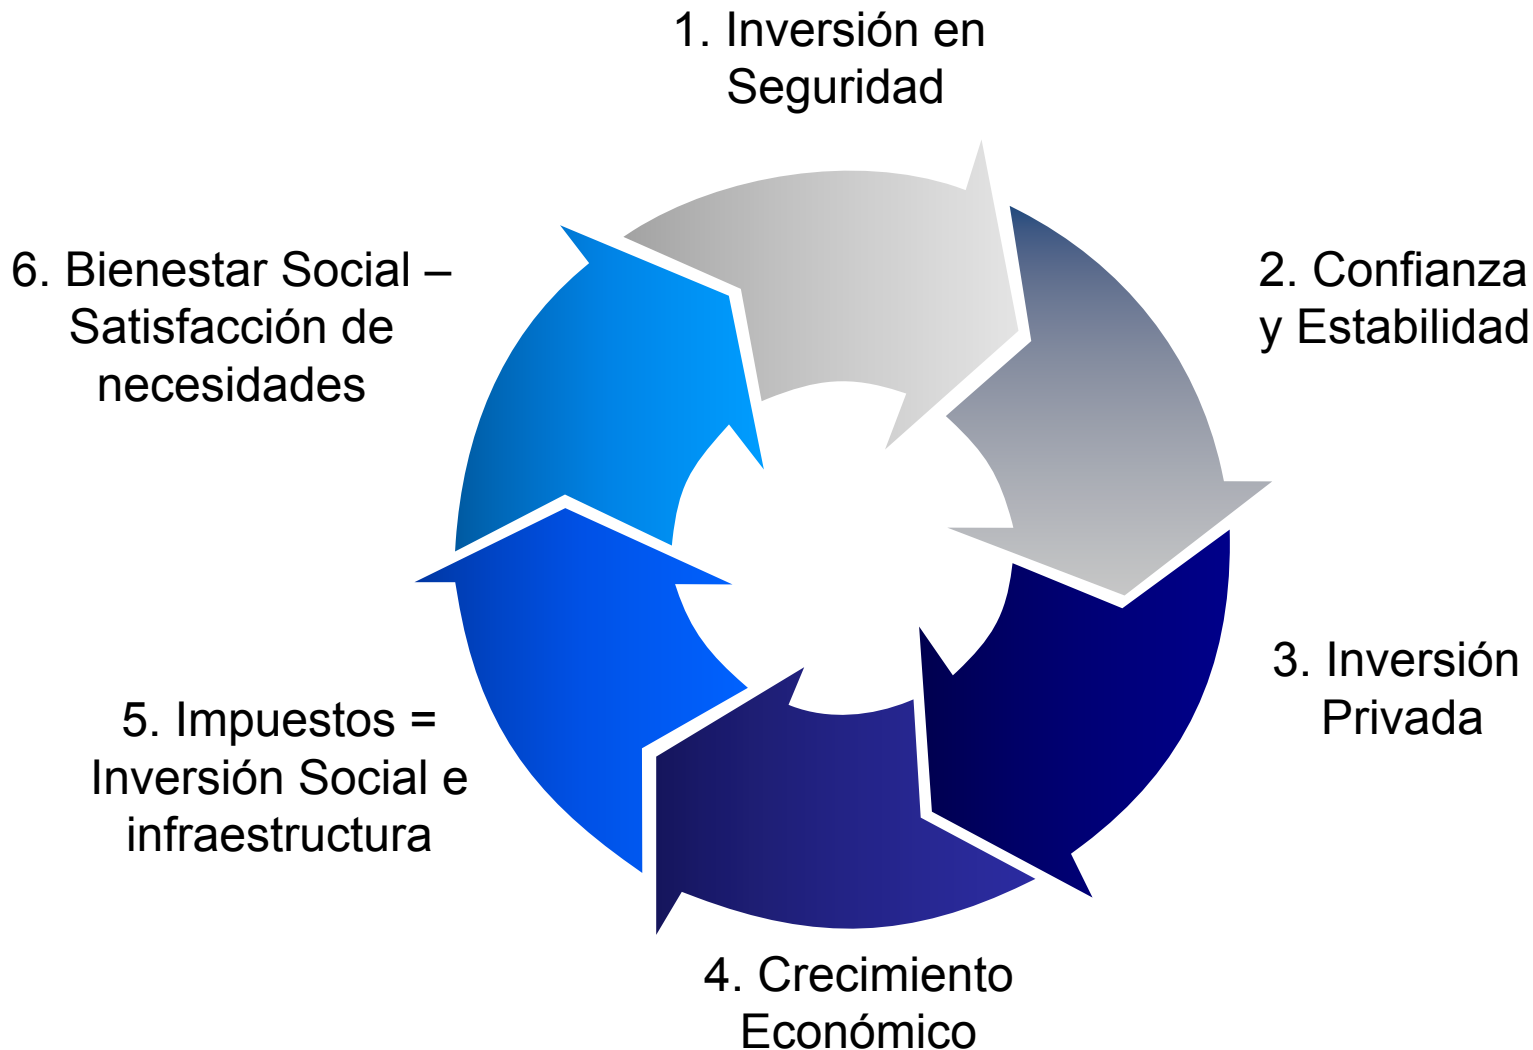 1. Inversión en
Seguridad
2. Confianza
y Estabilidad
3. Inversión
Privada
4. Crecimiento
Económico
5. Impuestos =
Inversión Social e
infraestructura
6. Bienestar Social –
Satisfacción de
necesidades